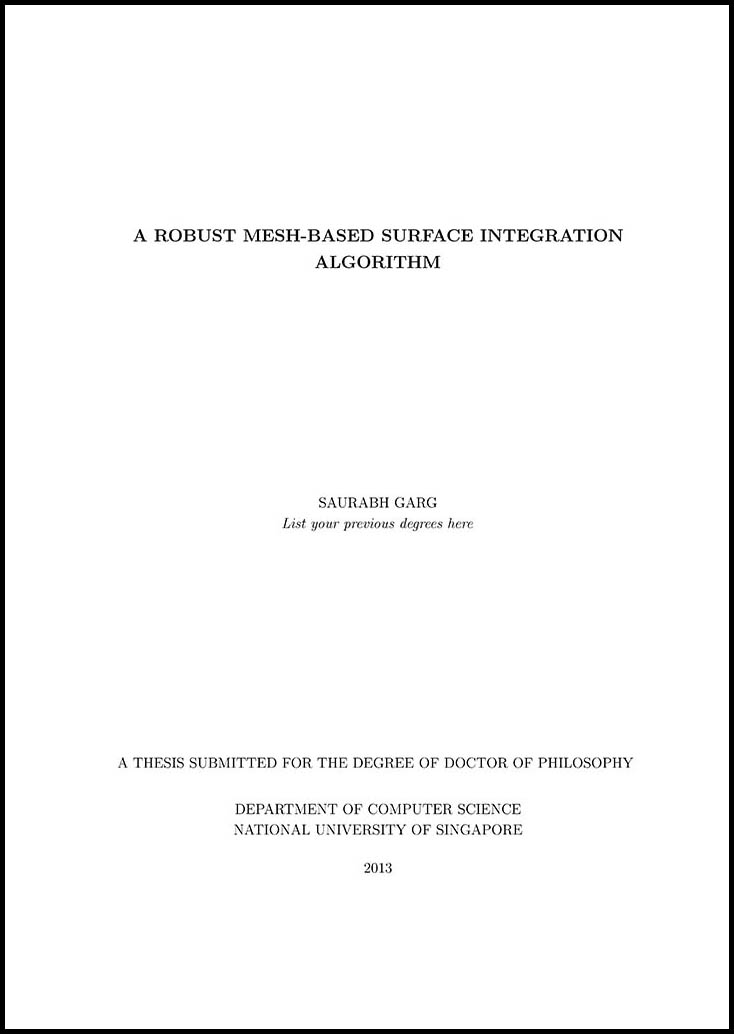 A ROBUST MESH-BASED SURFACE INTEGRATION
ALGORITHM
SAURABH GARG
List your previous degrees here
A THESIS SUBMITTED FOR THE DEGREE OF DOCTOR OF PHILOSOPHY
DEPARTMENT OF COMPUTER SCIENCE
NATIONAL UNIVERSITY OF SINGAPORE
2013